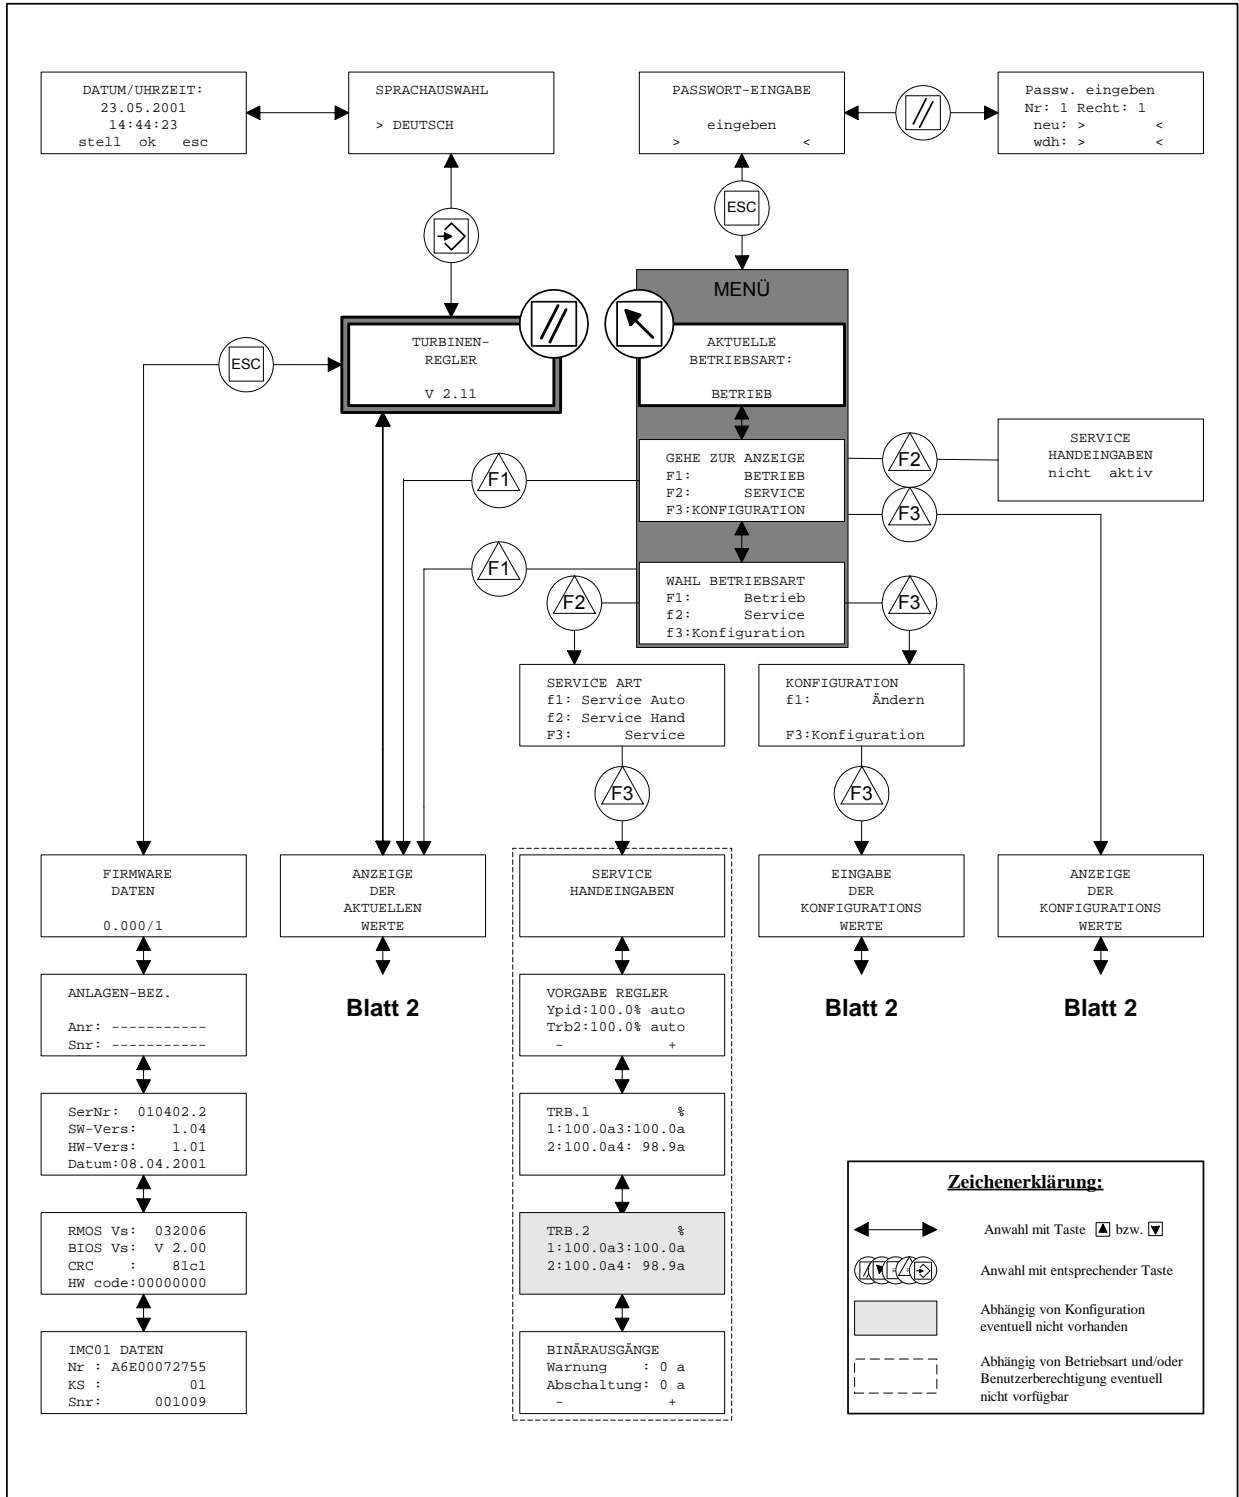 DATUM/UHRZEIT:
23.05.2001
14:44:23
stell ok esc
SPRACHAUSWAHL
> DEUTSCH
PASSWORT-EINGABE
eingeben
> <
Passw. eingeben
Nr: 1 Recht: 1
neu: > <
wdh: > <
ESC
MENÜ
TURBINEN-
REGLER
V 2.11
ESC
AKTUELLE
BETRIEBSART:
BETRIEB
GEHE ZUR ANZEIGE
F1: BETRIEB
F2: SERVICE
F3:KONFIGURATION
F1
F2
F3
SERVICE
HANDEINGABEN
nicht aktiv
WAHL BETRIEBSART
F1: Betrieb
f2: Service
f3:Konfiguration
F1
F2
F3
SERVICE ART
f1: Service Auto
f2: Service Hand
F3: Service
KONFIGURATION
f1: Ändern
F3:Konfiguration
F3
F3
FIRMWARE
DATEN
0.000/1
ANZEIGE
DER
AKTUELLEN
WERTE
SERVICE
HANDEINGABEN
EINGABE
DER
KONFIGURATIONS
WERTE
ANZEIGE
DER
KONFIGURATIONS
WERTE
Blatt 2
Blatt 2
Blatt 2
ANLAGEN-BEZ.
Anr: -----------
Snr: -----------
VORGABE REGLER
Ypid:100.0% auto
Trb2:100.0% auto
- +
SerNr: 010402.2
SW-Vers: 1.04
HW-Vers: 1.01
Datum:08.04.2001
TRB.1 %
1:100.0a3:100.0a
2:100.0a4: 98.9a
RMOS Vs: 032006
BIOS Vs: V 2.00
CRC : 81c1
HW code:00000000
TRB.2 %
1:100.0a3:100.0a
2:100.0a4: 98.9a
IMC01 DATEN
Nr : A6E00072755
KS : 01
Snr: 001009
BINÄRAUSGÄNGE
Warnung : 0 a
Abschaltung: 0 a
- +
Zeichenerklärung:
Anwahl mit Taste ▲ bzw. ▼
Anwahl mit entsprechender Taste
Abhängig von Konfiguration
eventuell nicht vorhanden
Abhängig von Betriebsart und/oder
Benutzerberechtigung eventuell
nicht vorfügbar